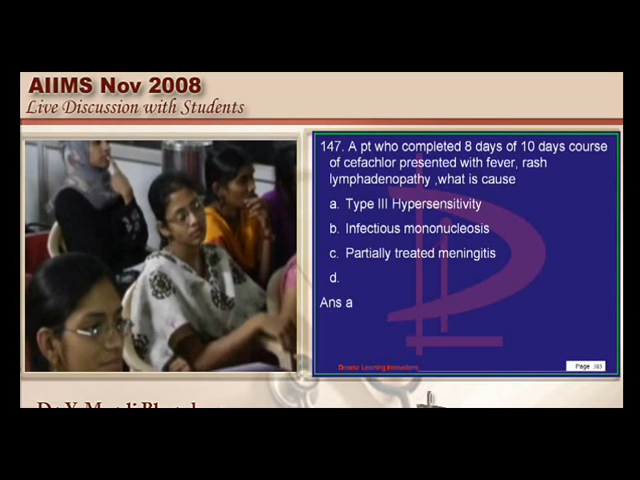 AIIMS Nov 2008
Live Discussion with Students
147. A pt who completed 8 days of 10 days course
of cefachlor presented with fever, rash
lymphadenopathy ,what is cause
a. Type III Hypersensitivity
b. Infectious mononucleosis
c. Partially treated meningitis
d.
Ans a
Page